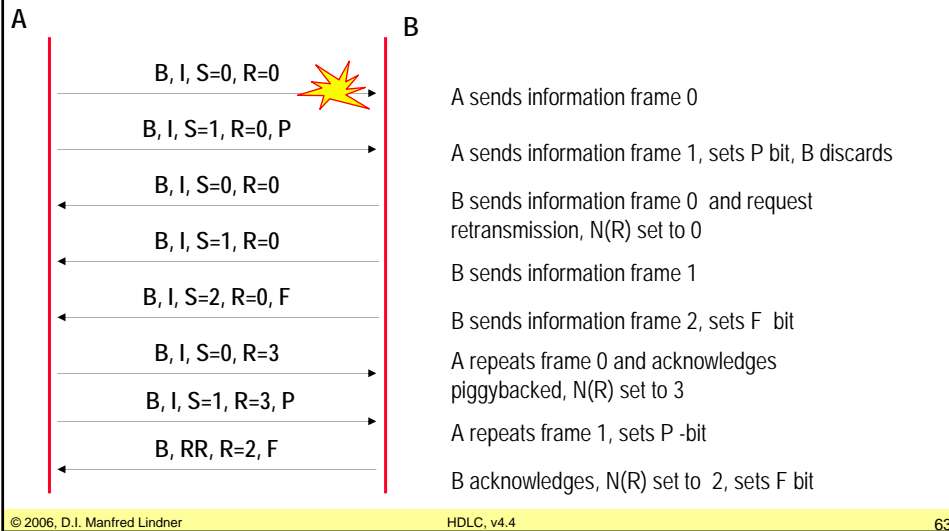 A
B
B, I, S=0, R=0
A sends information frame 0
B, I, S=1, R=0, P
A sends information frame 1, sets P bit, B discards
B, I, S=0, R=0
B sends information frame 0 and request
retransmission, N(R) set to 0
B, I, S=1, R=0
B sends information frame 1
B, I, S=2, R=0, F
B sends information frame 2, sets F bit
B, I, S=0, R=3
A repeats frame 0 and acknowledges
piggybacked, N(R) set to 3
B, I, S=1, R=3, P
A repeats frame 1, sets P -bit
B, RR, R=2, F
B acknowledges, N(R) set to 2, sets F bit
© 2006, D.I. Manfred Lindner
HDLC, v4.4
63